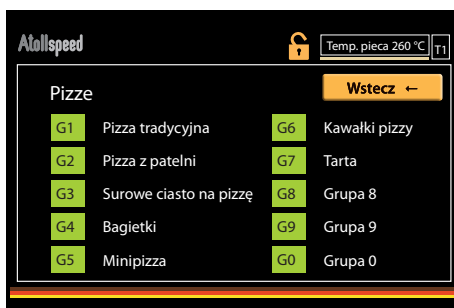 Atollspeed
Temp. pieca 260 °C
T1
Pizze
Wstecz ←
G1 Pizza tradycyjna
G6 Kawałki pizzy
G2 Pizza z patelni
G7 Tarta
G3 Surowe ciasto na pizzę
G8 Grupa 8
G4 Bagietki
G9 Grupa 9
G5 Minipizza
G0 Grupa 0